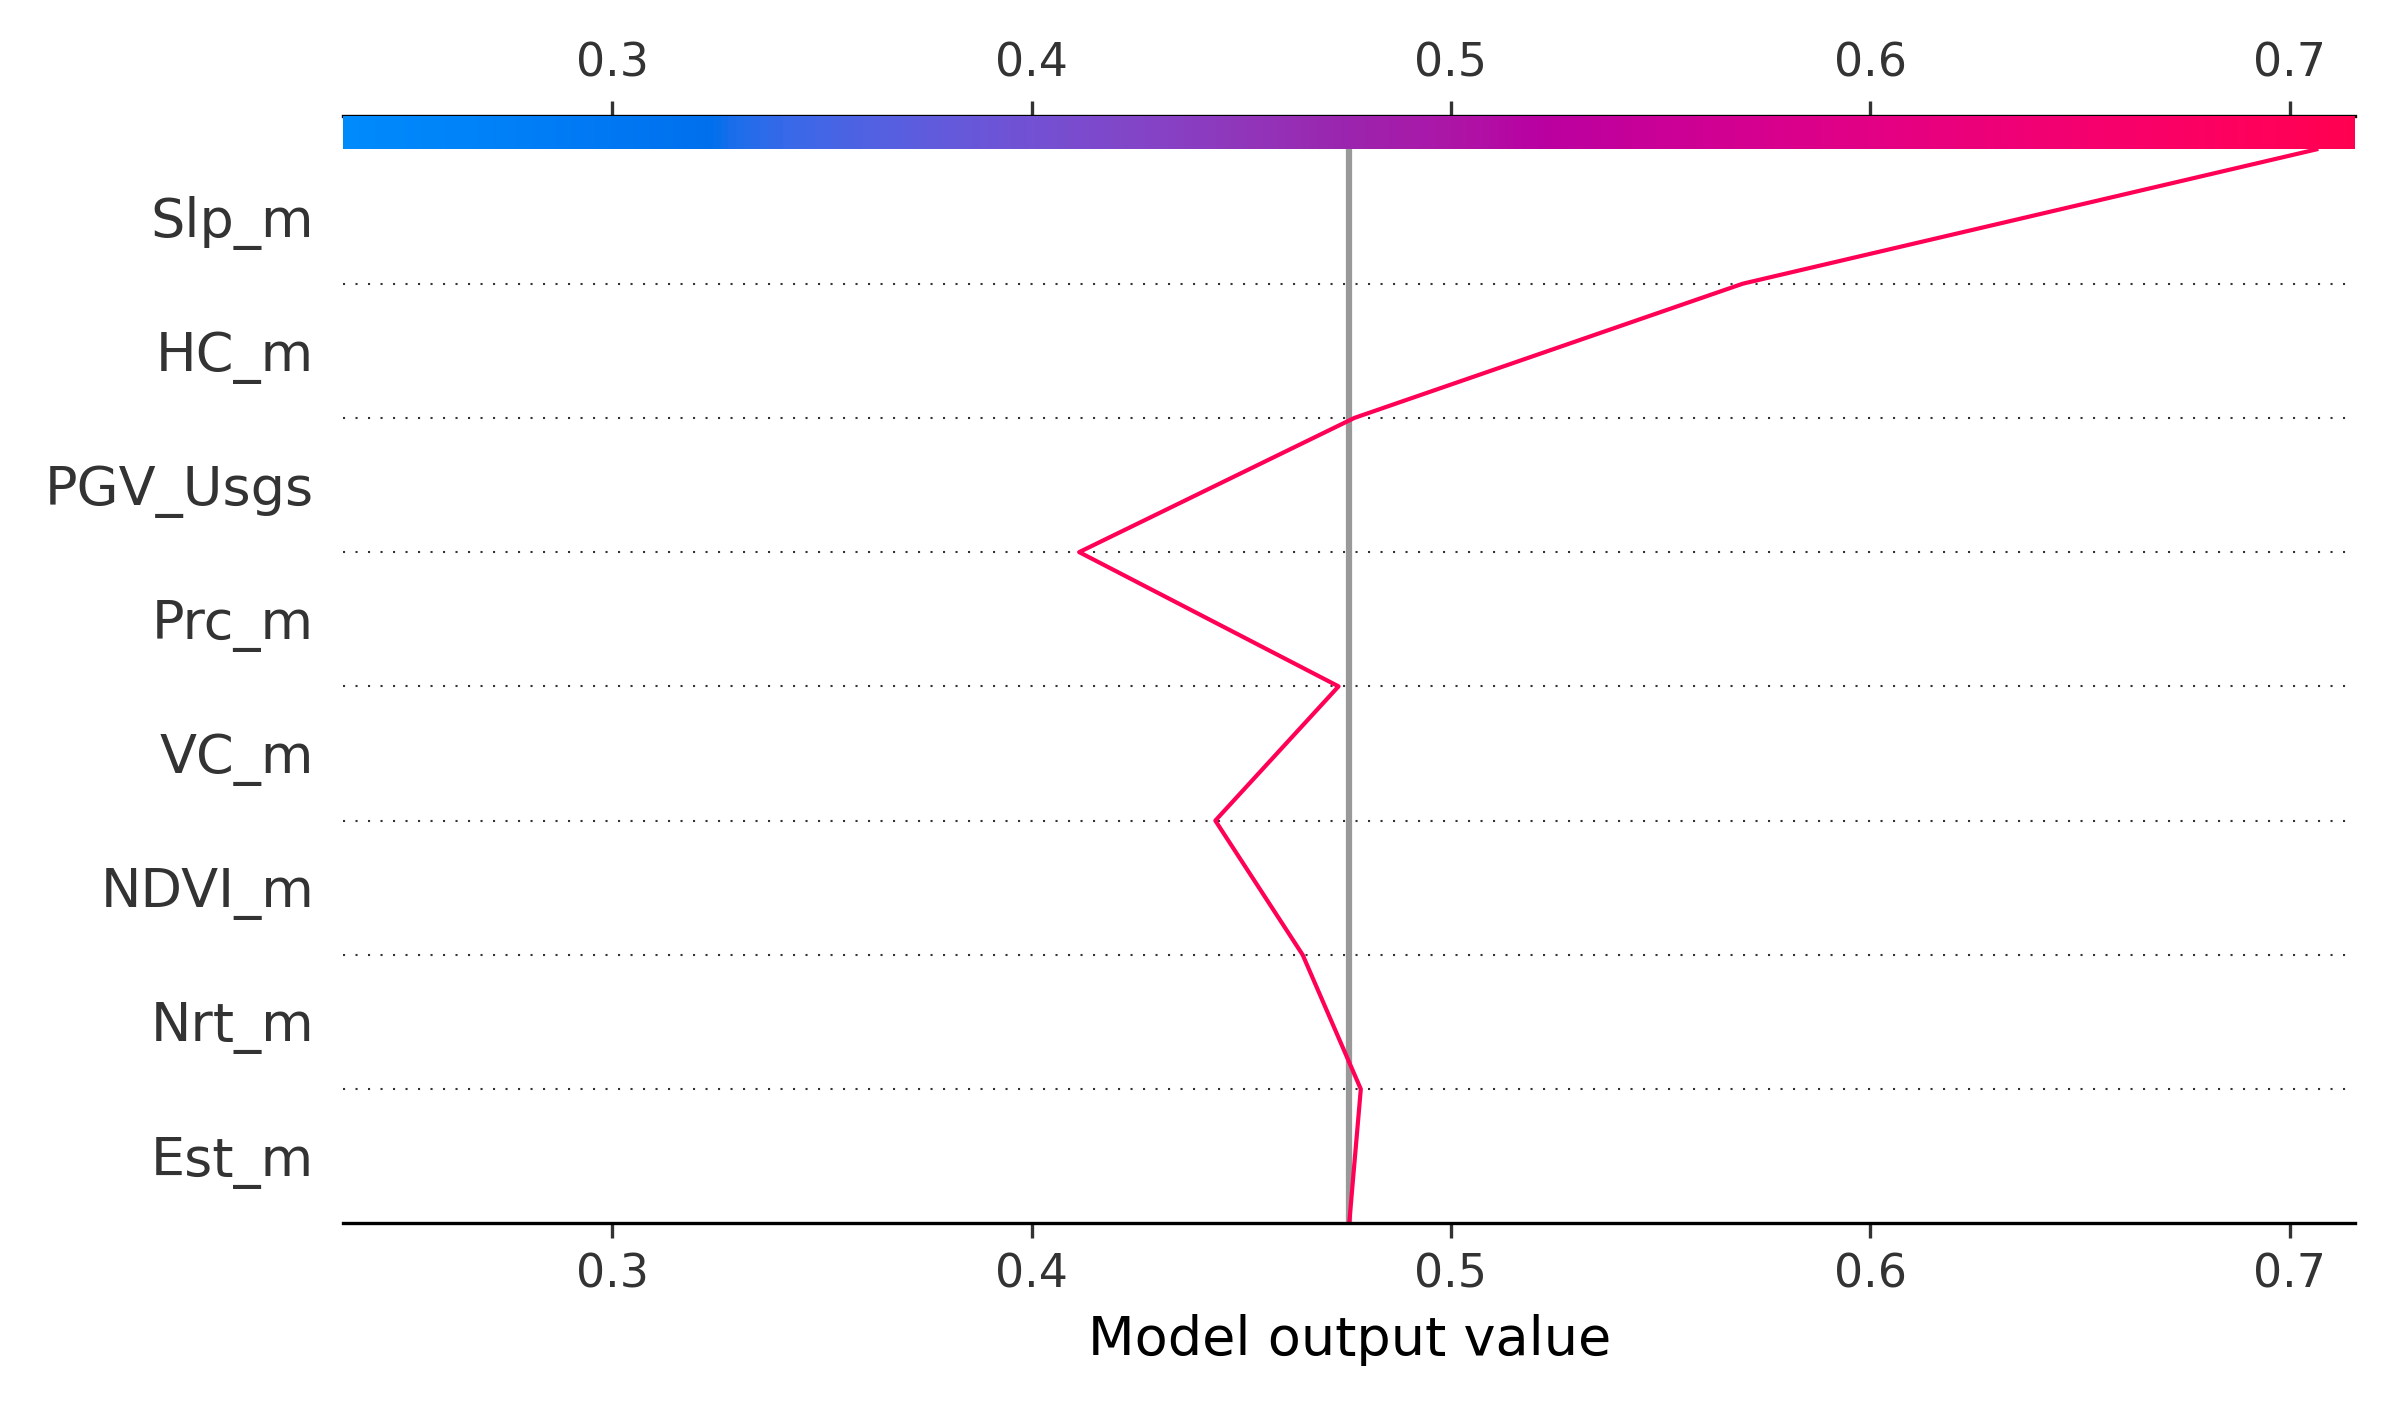 0.3 0.4 0.5 0.6 0.7
Slp_m
HC_m
PGV_Usgs
Prc_m
VC_m
NDVI_m
Nrt_m
Est_m
0.3 0.4 0.5 0.6 0.7
Model output value